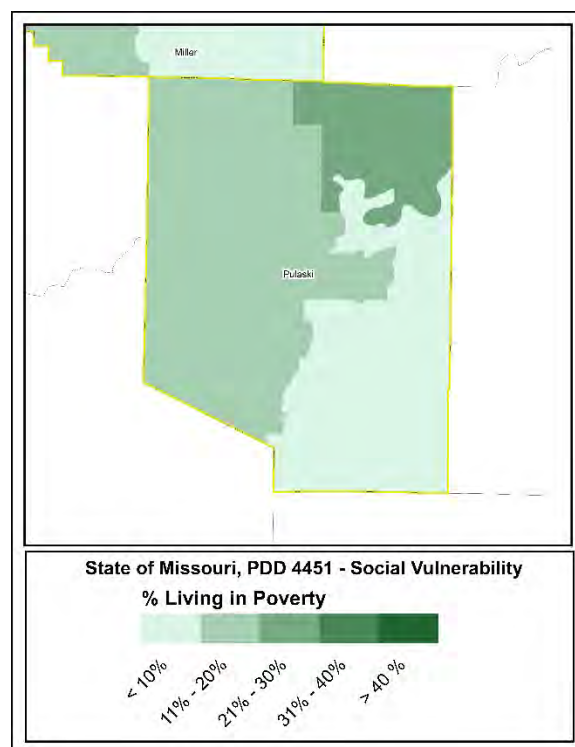 Miller
Pulaski
State of Missouri, PDD 4451 - Social Vulnerability
% Living in Poverty
< 10%
11% - 20%
21% - 30%
31% - 40%
> 40 %